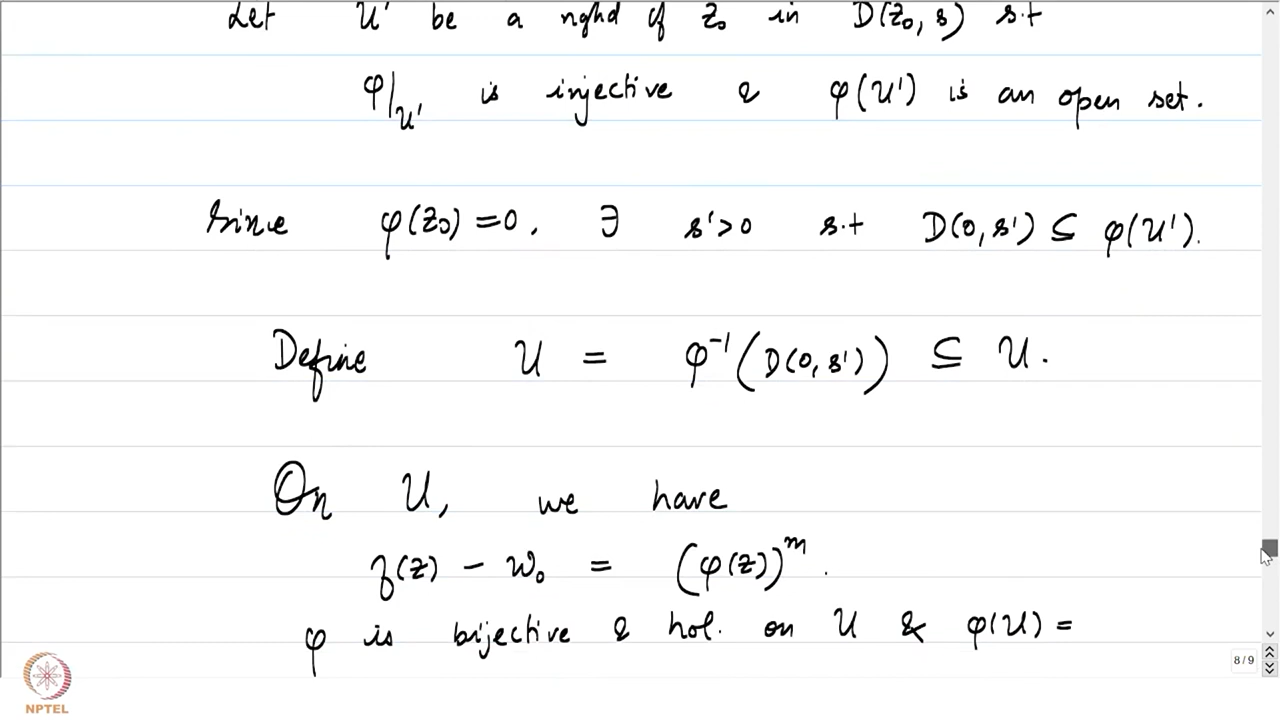 Let U' be a nghd of z₀ in D(z₀, s) s.t
φ|_U' is injective & φ(U') is an open set.
Since φ(z₀) = 0, ∃ s' > 0 s.t D(0, s') ⊆ φ(U').
Define U = φ⁻¹(D(0, s')) ⊆ U.
On U, we have
f(z) − w₀ = (φ(z))ᵐ.
φ is bijective & hol. on U & φ(U) =
8 / 9
NPTEL